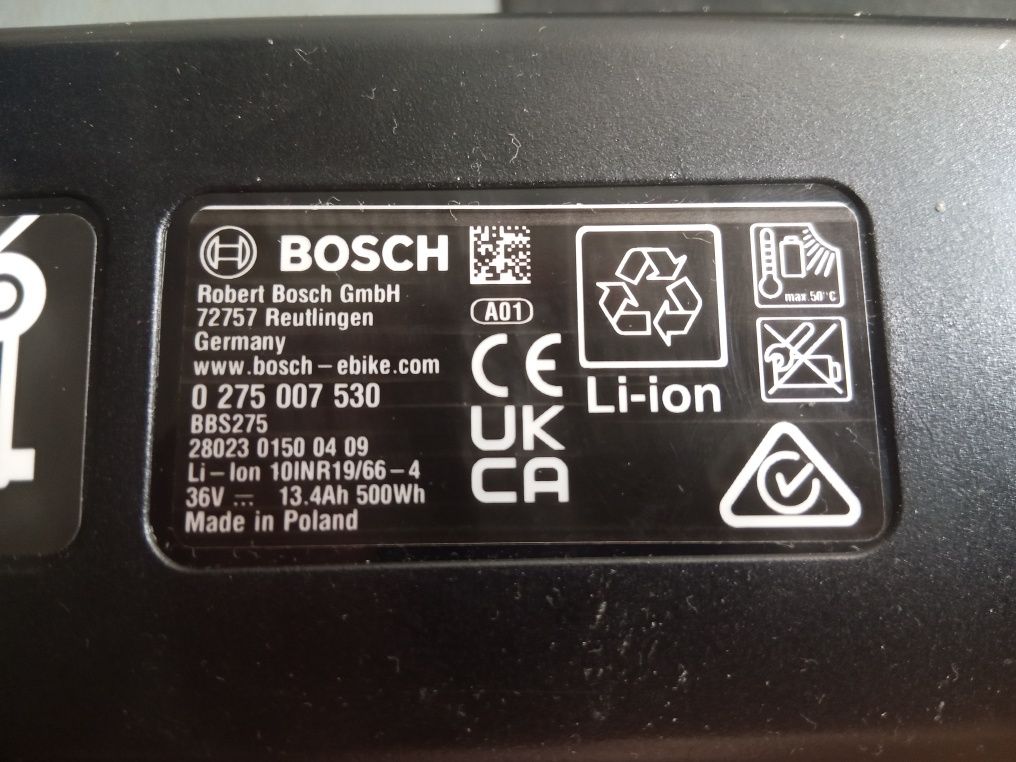 BOSCH
Robert Bosch GmbH
72757 Reutlingen
Germany
www.bosch-ebike.com
0 275 007 530
BBS275
28023 0150 04 09
Li-Ion 10INR19/66-4
36V ⎓ 13.4Ah 500Wh
Made in Poland
A01
CE
UK
CA
Li-ion
max.50°C